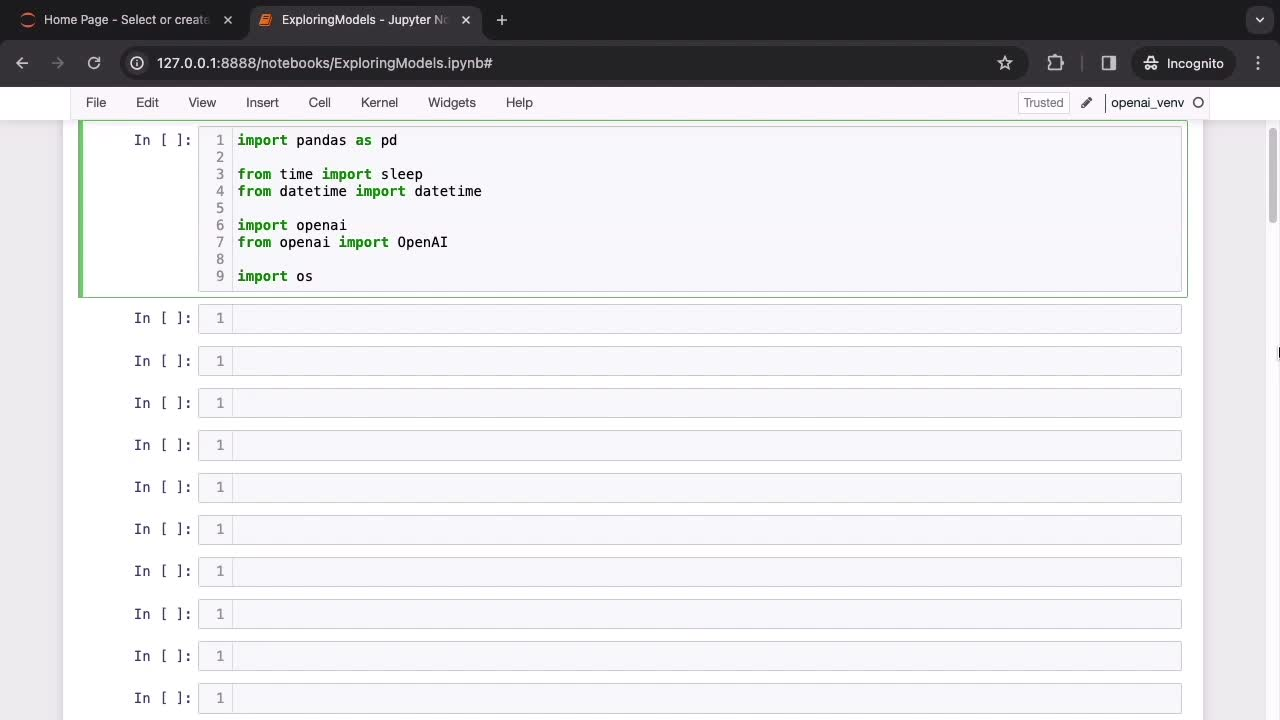 Home Page - Select or create
ExploringModels - Jupyter No
127.0.0.1:8888/notebooks/ExploringModels.ipynb#
Incognito
File Edit View Insert Cell Kernel Widgets Help
Trusted
openai_venv
In [ ]:
1 import pandas as pd
2
3 from time import sleep
4 from datetime import datetime
5
6 import openai
7 from openai import OpenAI
8
9 import os
In [ ]: 1
In [ ]: 1
In [ ]: 1
In [ ]: 1
In [ ]: 1
In [ ]: 1
In [ ]: 1
In [ ]: 1
In [ ]: 1
In [ ]: 1